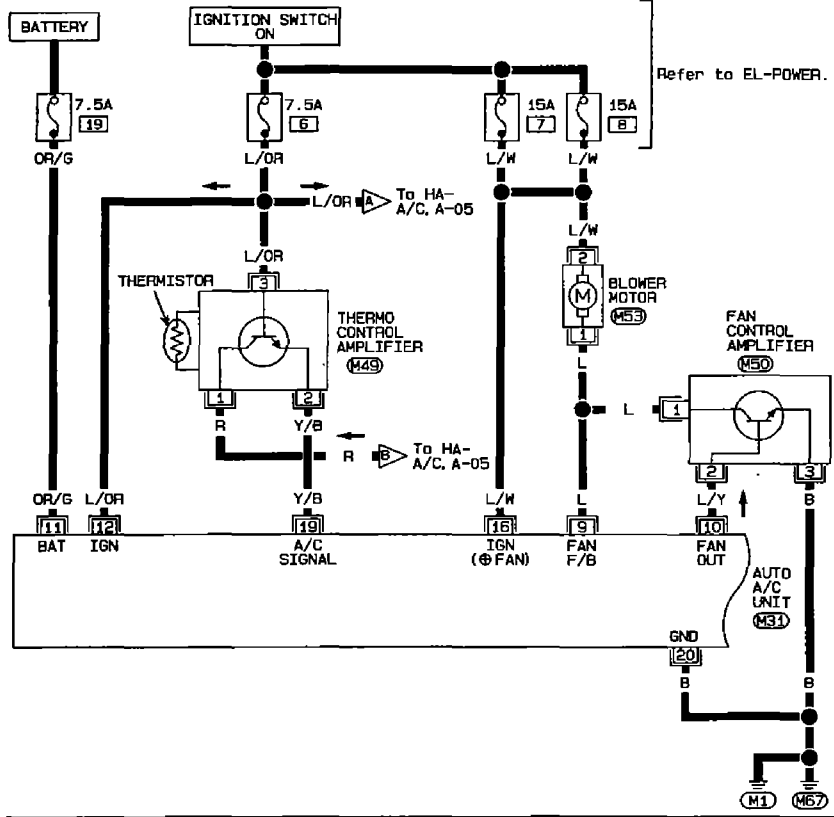 BATTERY
IGNITION SWITCH
ON
Refer to EL-POWER.
7.5A
19
7.5A
6
15A
7
15A
8
OR/G
L/OR
L/W
L/W
L/OR
A
To HA-
A/C, A-05
L/OR
L/W
THERMISTOR
3
2
M
BLOWER
MOTOR
M53
1
THERMO
CONTROL
AMPLIFIER
M49
FAN
CONTROL
AMPLIFIER
M50
1
2
R
Y/B
L
L
1
R
B
To HA-
A/C, A-05
2
3
OR/G
L/OR
Y/B
L/W
L
L/Y
B
11
12
19
16
9
10
BAT
IGN
A/C
SIGNAL
IGN
(⊕FAN)
FAN
F/B
FAN
OUT
AUTO
A/C
UNIT
M31
GND
20
B
B
M1
M67